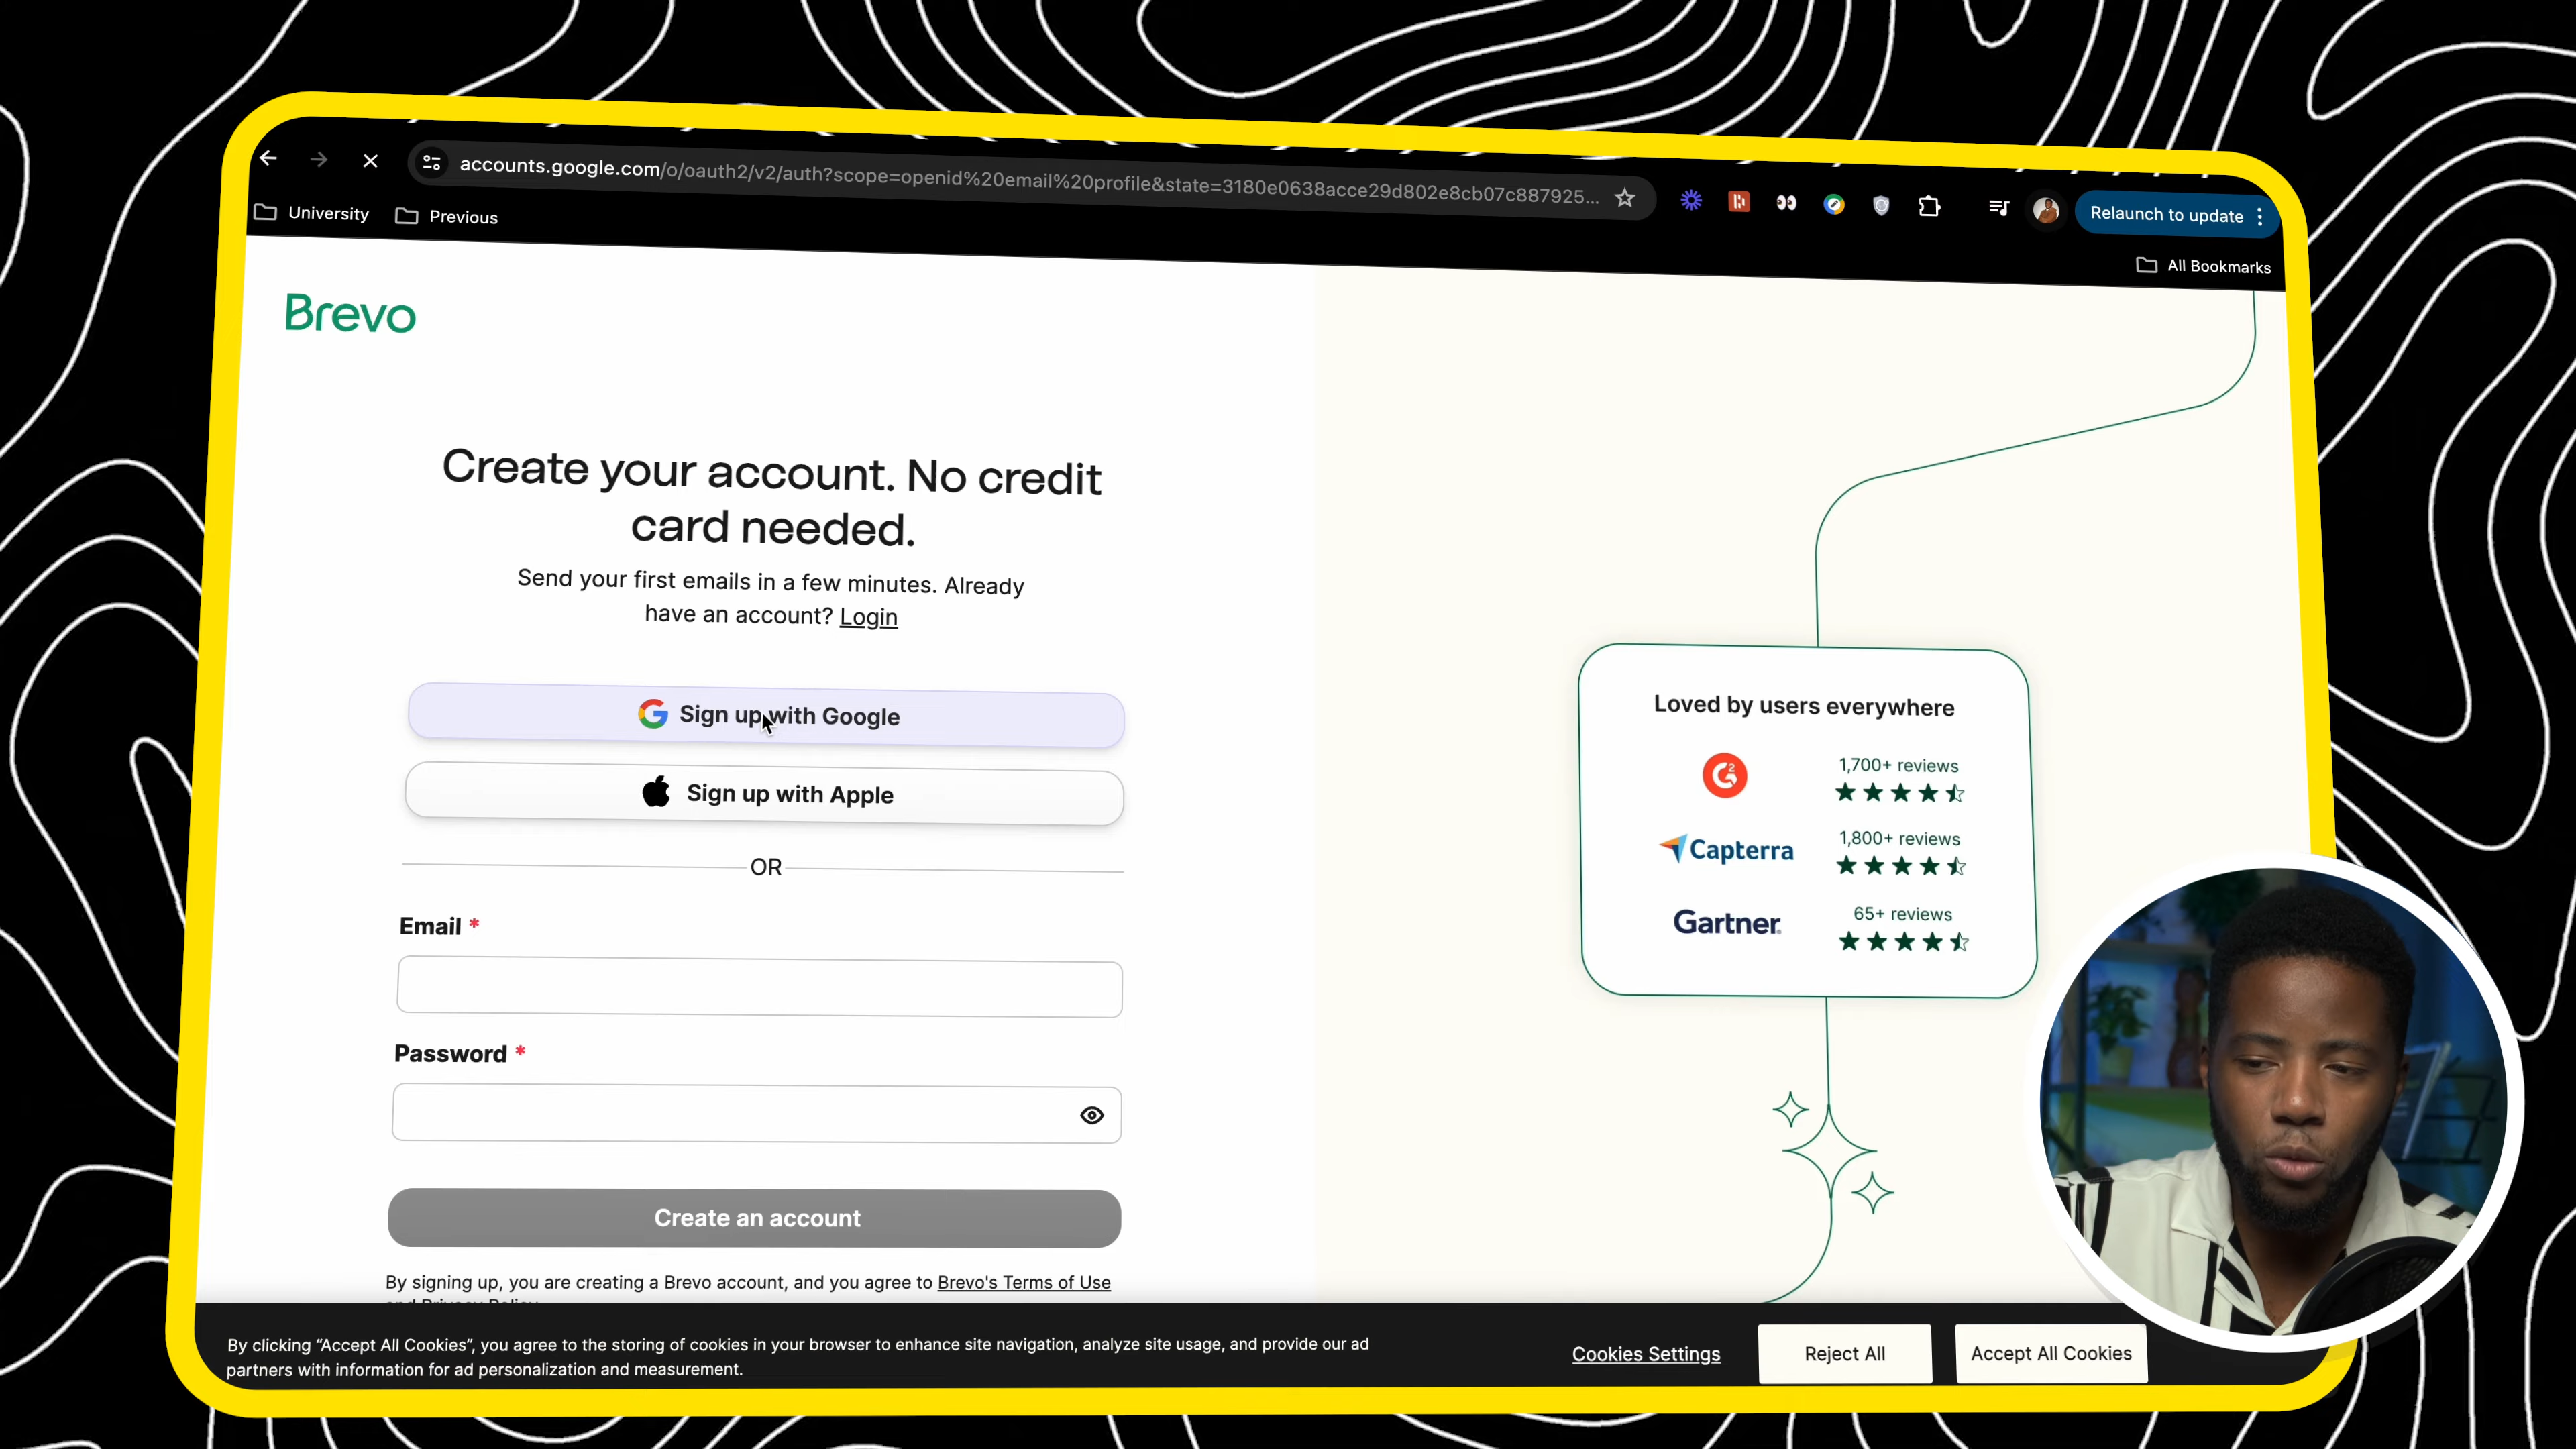 accounts.google.com/o/oauth2/v2/auth?scope=openid%20email%20profile&state=3180e0638acce29d802e8cb07c887925...
Relaunch to update
University
Previous
All Bookmarks
Brevo
Create your account. No credit
card needed.
Send your first emails in a few minutes. Already
have an account? Login
Sign up with Google
Sign up with Apple
OR
Email *
Password *
Create an account
By signing up, you are creating a Brevo account, and you agree to Brevo's Terms of Use
and Privacy Policy
Loved by users everywhere
G2
1,700+ reviews
Capterra
1,800+ reviews
Gartner
65+ reviews
By clicking “Accept All Cookies”, you agree to the storing of cookies in your browser to enhance site navigation, analyze site usage, and provide our ad
partners with information for ad personalization and measurement.
Cookies Settings
Reject All
Accept All Cookies